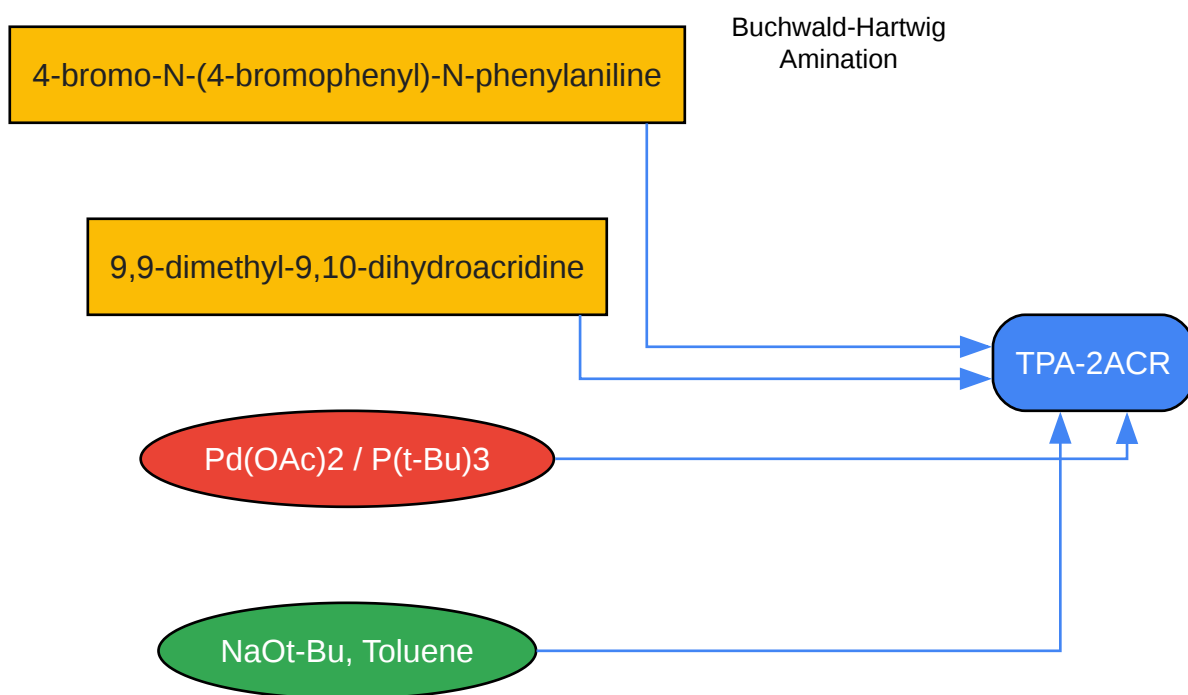 Buchwald-Hartwig
Amination
4-bromo-N-(4-bromophenyl)-N-phenylaniline
9,9-dimethyl-9,10-dihydroacridine
TPA-2ACR
Pd(OAc)2 / P(t-Bu)3
NaOt-Bu, Toluene